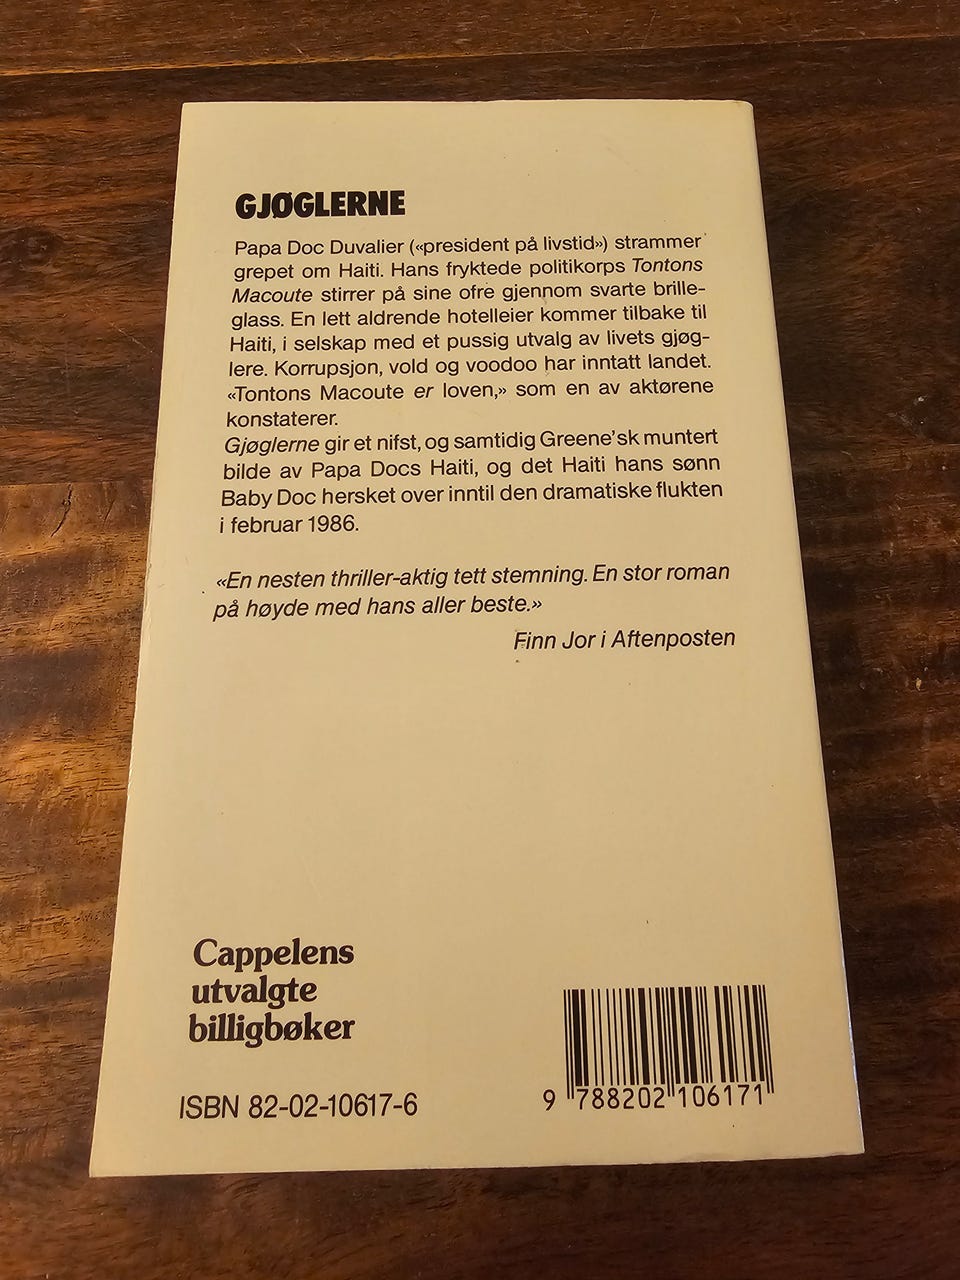 GJØGLERNE
Papa Doc Duvalier («president på livstid») strammer
grepet om Haiti. Hans fryktede politikorps Tontons
Macoute stirrer på sine ofre gjennom svarte brille-
glass. En lett aldrende hotelleier kommer tilbake til
Haiti, i selskap med et pussig utvalg av livets gjøg-
lere. Korrupsjon, vold og voodoo har inntatt landet.
«Tontons Macoute er loven,» som en av aktørene
konstaterer.
Gjøglerne gir et nifst, og samtidig Greene'sk muntert
bilde av Papa Docs Haiti, og det Haiti hans sønn
Baby Doc hersket over inntil den dramatiske flukten
i februar 1986.
«En nesten thriller-aktig tett stemning. En stor roman
på høyde med hans aller beste.»
Finn Jor i Aftenposten
Cappelens
utvalgte
billigbøker
ISBN 82-02-10617-6
9 788202 106171